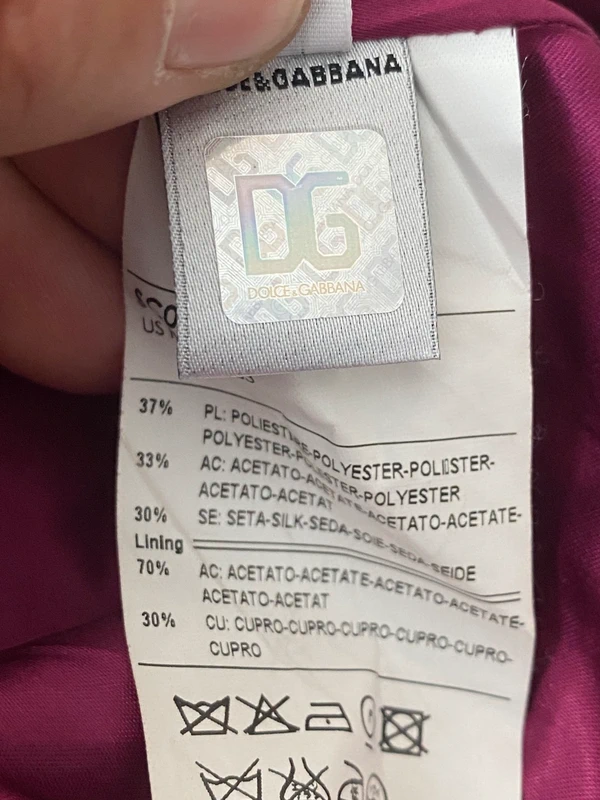 &GABBANA
DG
DOLCE & GABBANA
US
37% PL: POLIESTERE-POLYESTER-POLIÉSTER-
POLYESTER-POLIESTER-POLYESTER
33% AC: ACETATO-ACETATE-ACETATO-ACETATE-
ACETATO-ACETAT
30% SE: SETA-SILK-SEDA-SOIE-SEDA-SEIDE
Lining
70% AC: ACETATO-ACETATE-ACETATO-ACETATE-
ACETATO-ACETAT
30% CU: CUPRO-CUPRO-CUPRO-CUPRO-CUPRO-
CUPRO